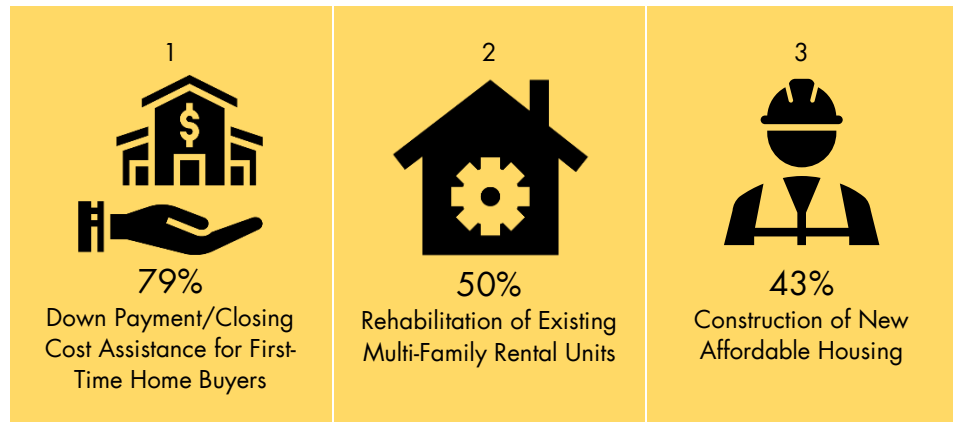 1
$
79%
Down Payment/Closing
Cost Assistance for First-
Time Home Buyers
2
50%
Rehabilitation of Existing
Multi-Family Rental Units
3
43%
Construction of New
Affordable Housing